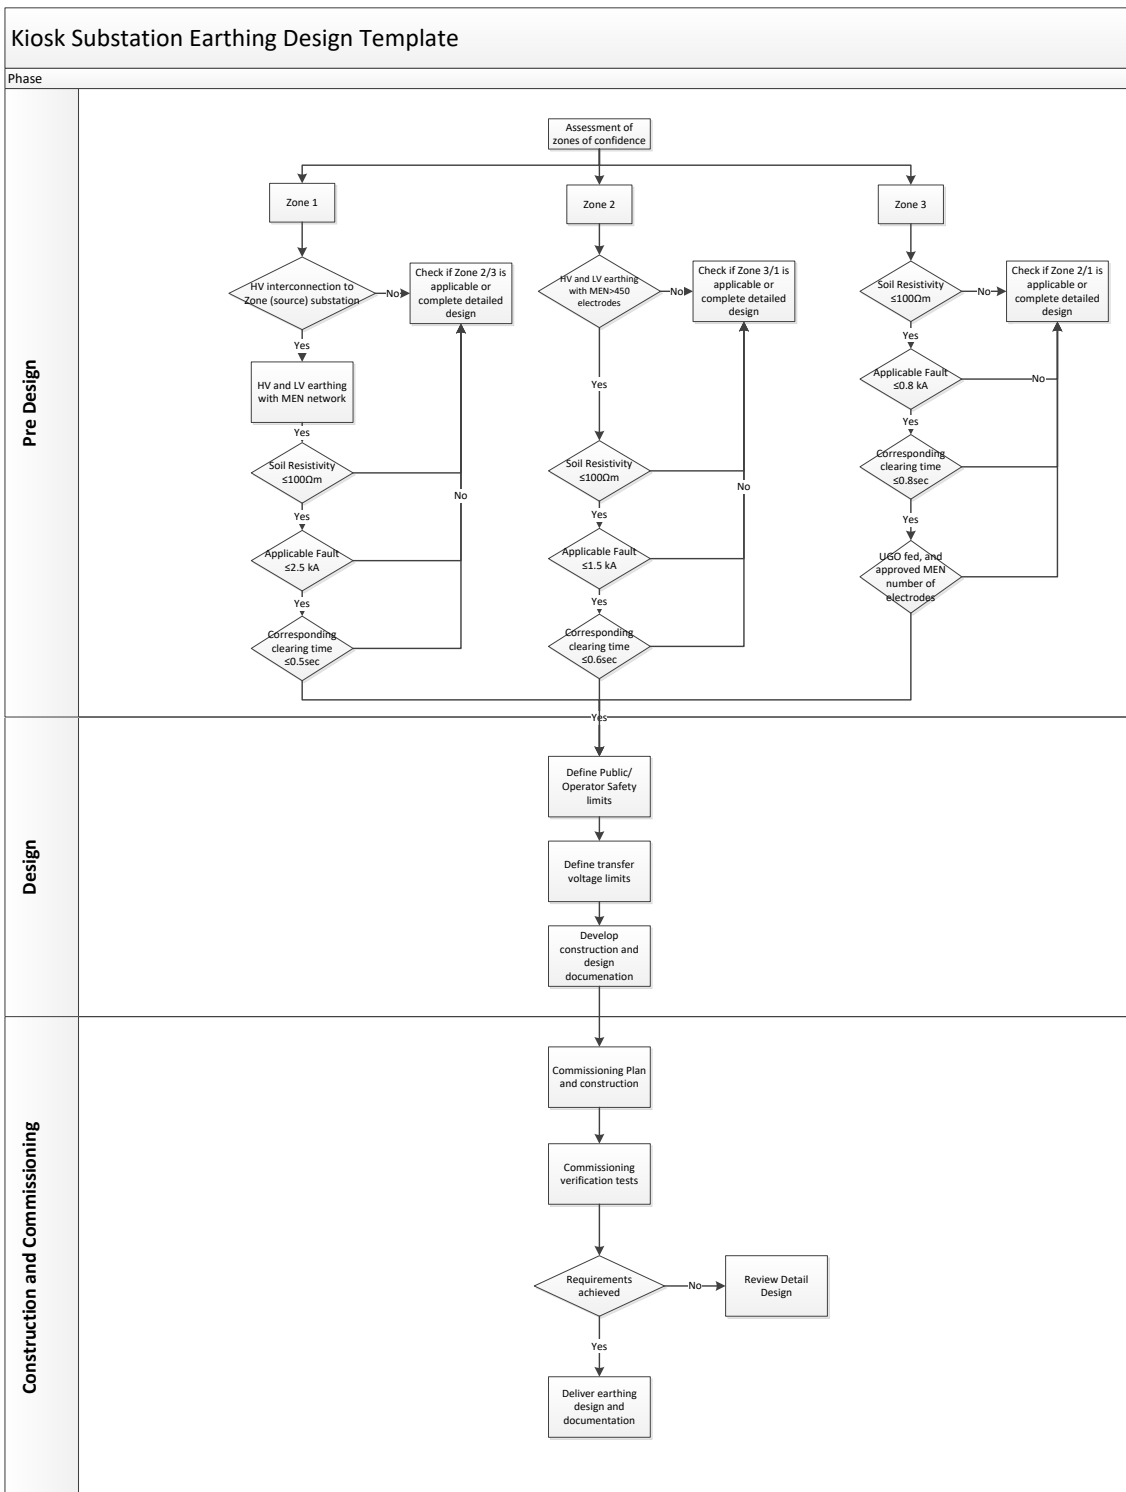 Kiosk Substation Earthing Design Template
Phase
Pre Design
Assessment of
zones of confidence
Zone 1
Zone 2
Zone 3
HV interconnection to
Zone (source) substation
No
Check if Zone 2/3 is
applicable or
complete detailed
design
Yes
HV and LV earthing
with MEN network
Yes
Soil Resistivity
≤100Ωm
Yes
Applicable Fault
≤2.5 kA
Yes
Corresponding
clearing time
≤0.5sec
No
HV and LV earthing
with MEN>450
electrodes
No
Check if Zone 3/1 is
applicable or
complete detailed
design
Yes
Soil Resistivity
≤100Ωm
Yes
Applicable Fault
≤1.5 kA
Yes
Corresponding
clearing time
≤0.6sec
No
Soil Resistivity
≤100Ωm
No
Check if Zone 2/1 is
applicable or
complete detailed
design
Yes
Applicable Fault
≤0.8 kA
No
Yes
Corresponding
clearing time
≤0.8sec
Yes
UGO fed, and
approved MEN
number of
electrodes
Yes
Design
Define Public/
Operator Safety
limits
Define transfer
voltage limits
Develop
construction and
design
documenation
Construction and Commissioning
Commissioning Plan
and construction
Commissioning
verification tests
Requirements
achieved
No
Review Detail
Design
Yes
Deliver earthing
design and
documentation